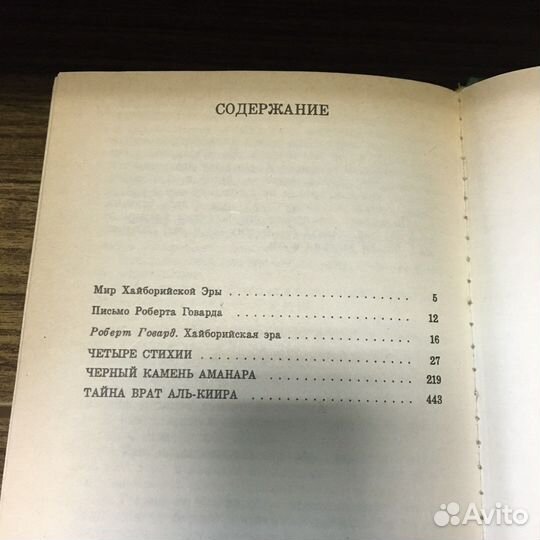 СОДЕРЖАНИЕ
Мир Хайборийской Эры . . . . . . . . . . . . . . . . . 5
Письмо Роберта Говарда . . . . . . . . . . . . . . . . 12
Роберт Говард. Хайборийская эра . . . . . . . . . . . 16
ЧЕТЫРЕ СТИХИИ . . . . . . . . . . . . . . . . . . . 27
ЧЕРНЫЙ КАМЕНЬ АМАНАРА . . . . . . . . . . . . . 219
ТАЙНА ВРАТ АЛЬ-КИИРА . . . . . . . . . . . . . . . 443
Avito